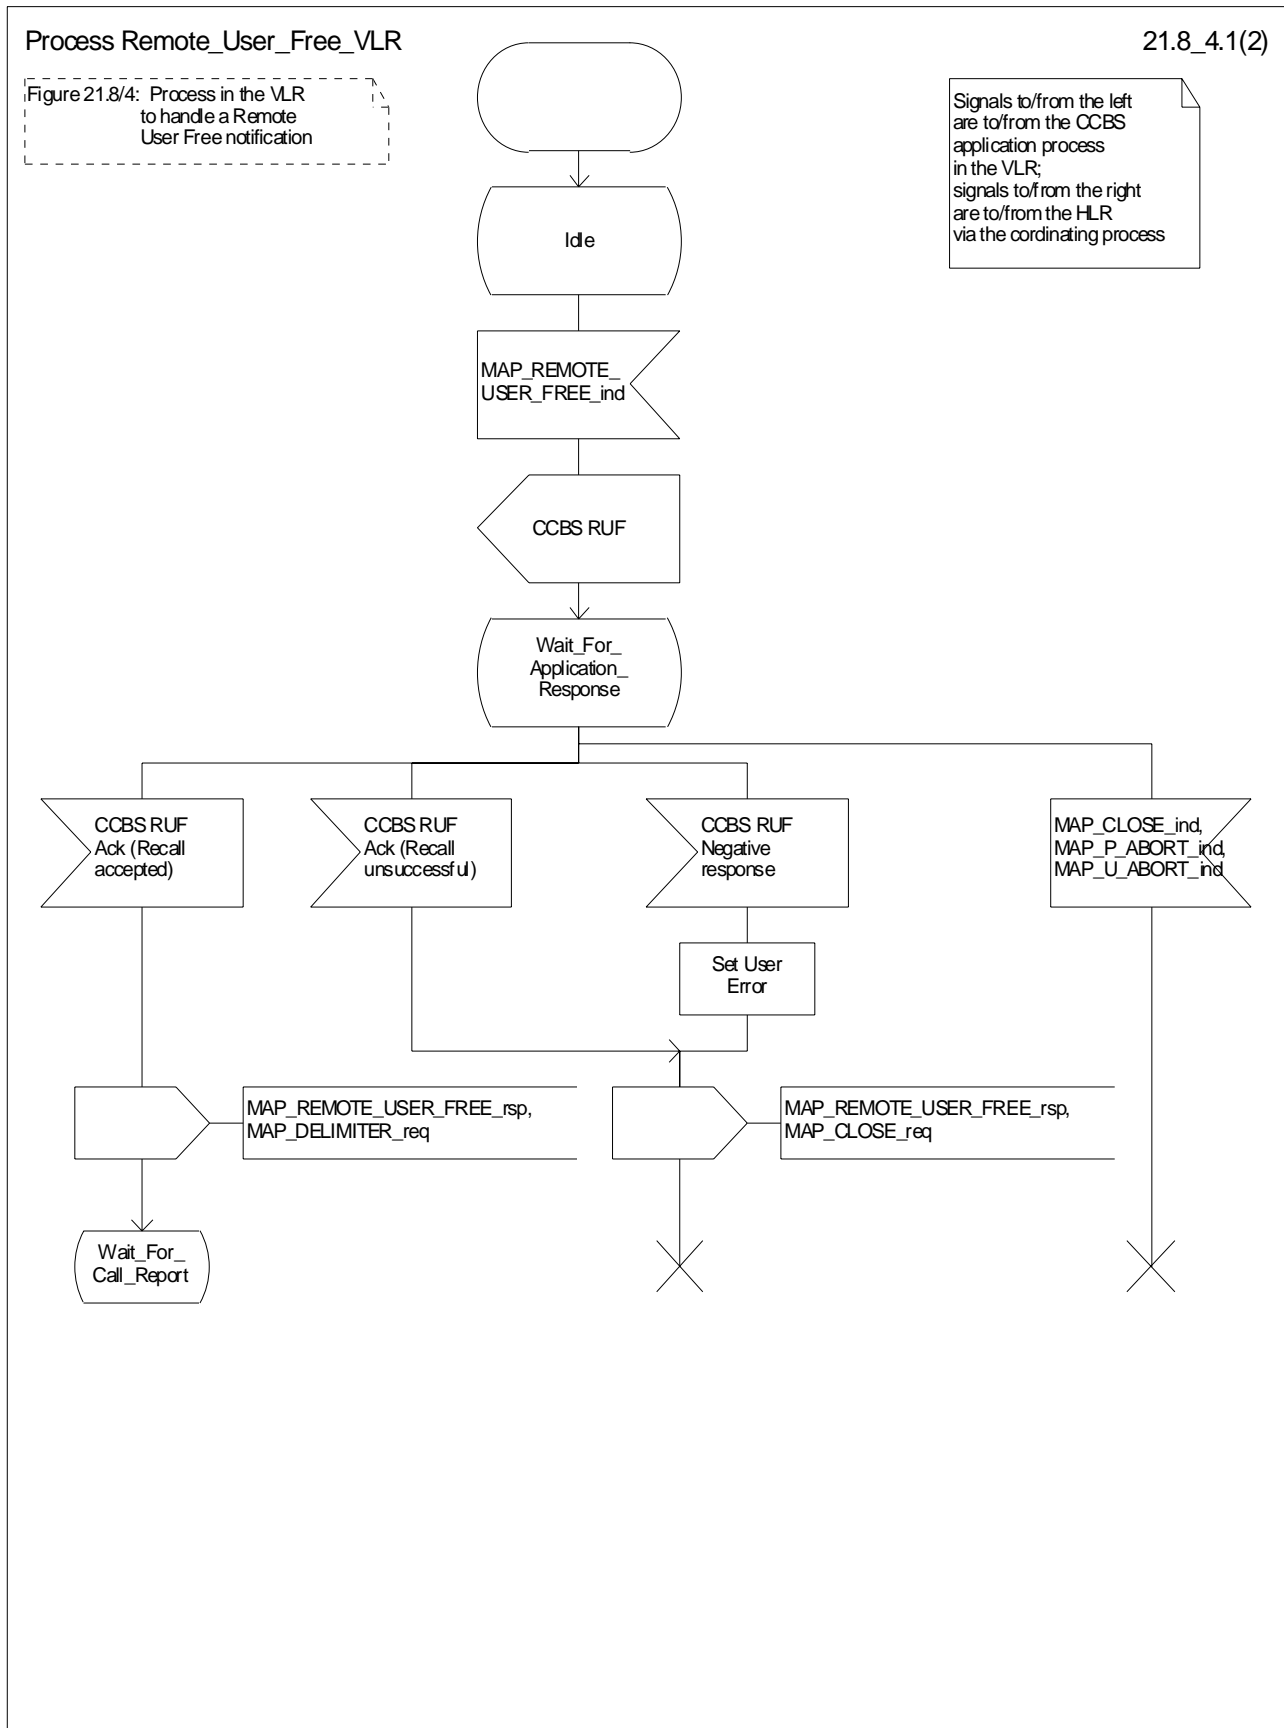 Process Remote_User_Free_VLR
21.8_4.1(2)
Figure 21.8/4: Process in the VLR
to handle a Remote
User Free notification
Signals to/from the left
are to/from the CCBS
application process
in the VLR;
signals to/from the right
are to/from the HLR
via the cordinating process
Idle
MAP_REMOTE_
USER_FREE_ind
CCBS RUF
Wait_For_
Application_
Response
CCBS RUF
Ack (Recall
accepted)
CCBS RUF
Ack (Recall
unsuccessful)
CCBS RUF
Negative
response
MAP_CLOSE_ind,
MAP_P_ABORT_ind,
MAP_U_ABORT_ind
Set User
Error
MAP_REMOTE_USER_FREE_rsp,
MAP_DELIMITER_req
MAP_REMOTE_USER_FREE_rsp,
MAP_CLOSE_req
Wait_For_
Call_Report